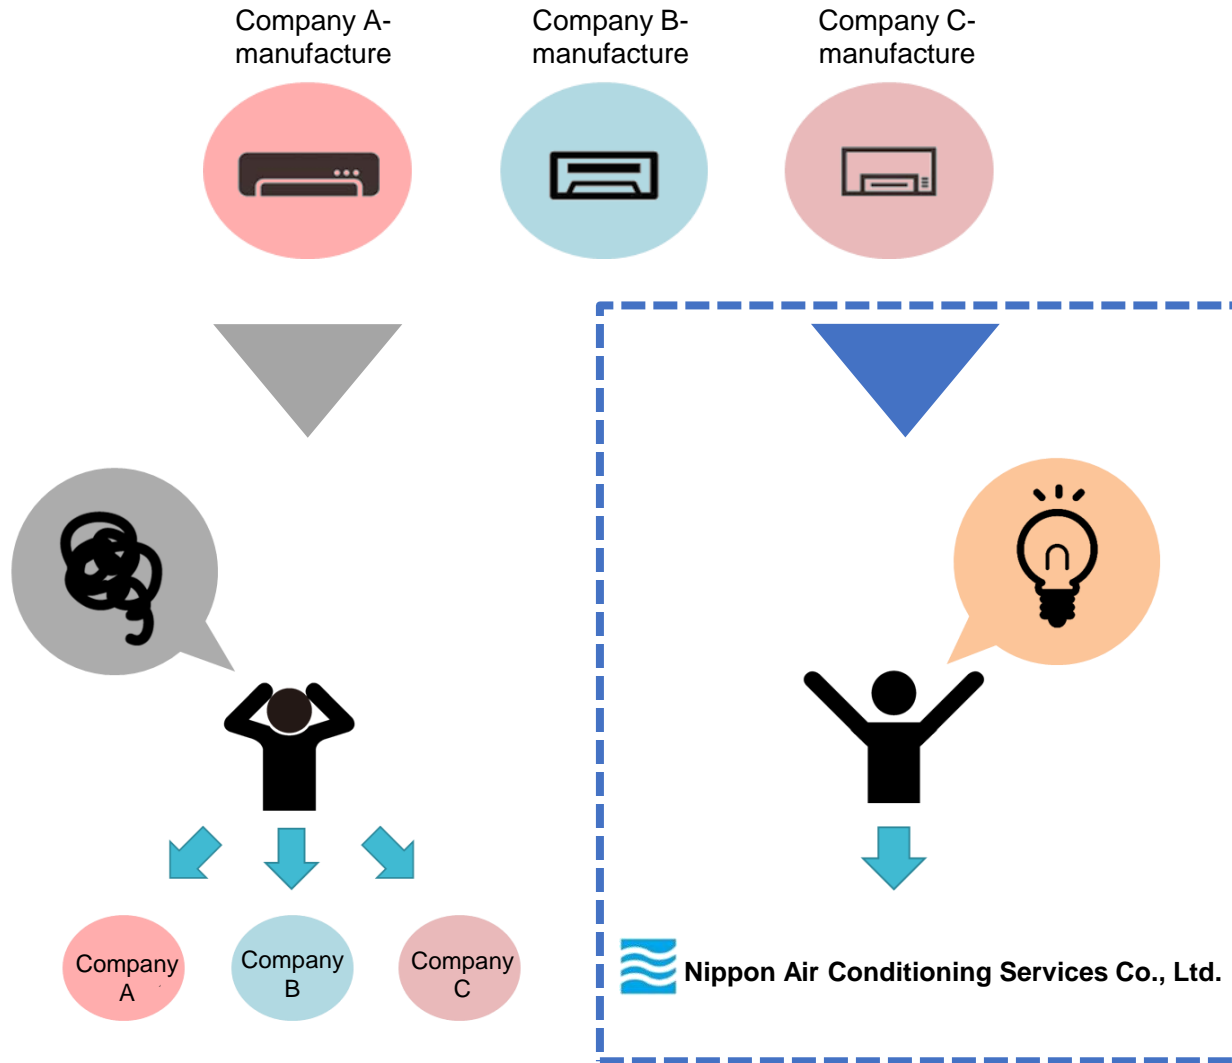 Company A-
manufacture
Company B-
manufacture
Company C-
manufacture
Company
A
Company
B
Company
C
Nippon Air Conditioning Services Co., Ltd.